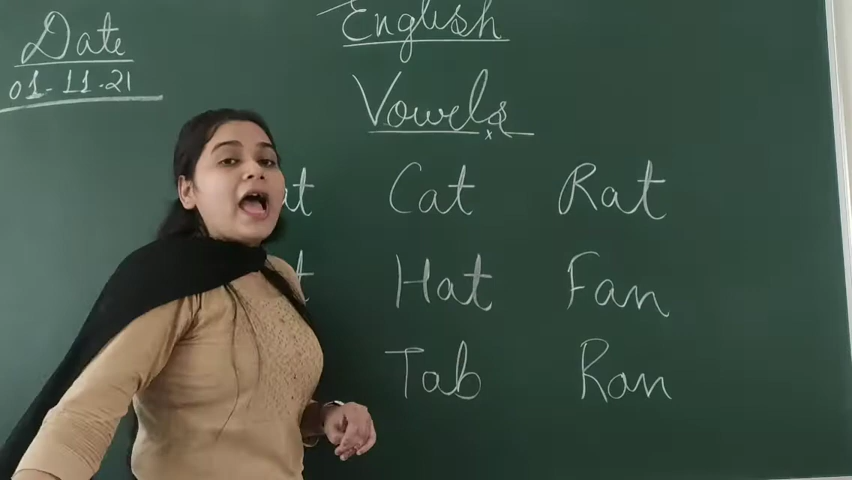 Date
01-11-21
English
Vowels
Cat Rat
Hat Fan
Tab Ran